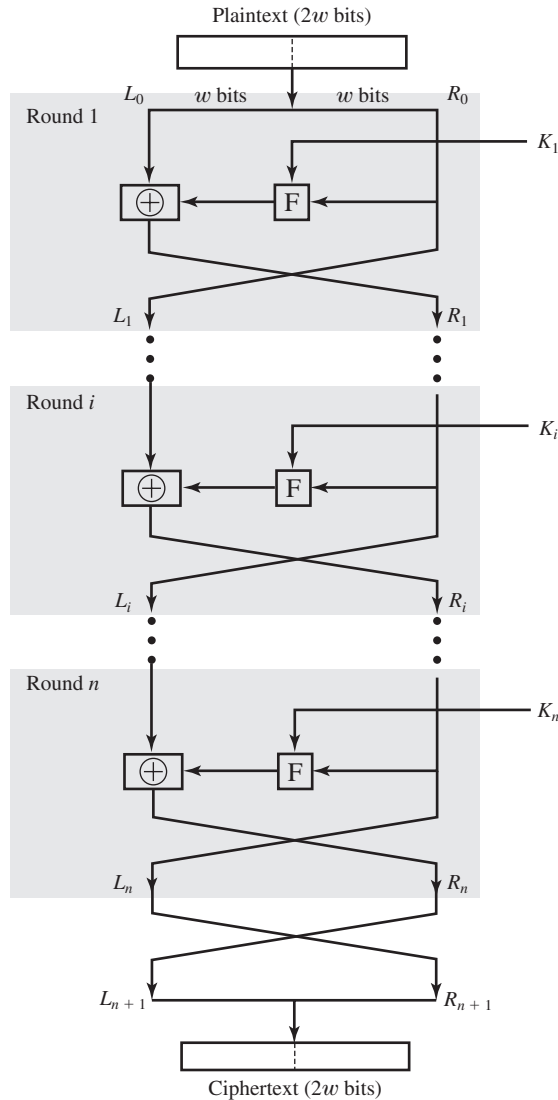 Plaintext (2w bits)
L₀ w bits w bits R₀
Round 1
K₁
F
L₁ R₁
Round i
Kᵢ
F
Lᵢ Rᵢ
Round n
Kₙ
F
Lₙ Rₙ
Lₙ ₊ ₁ Rₙ ₊ ₁
Ciphertext (2w bits)